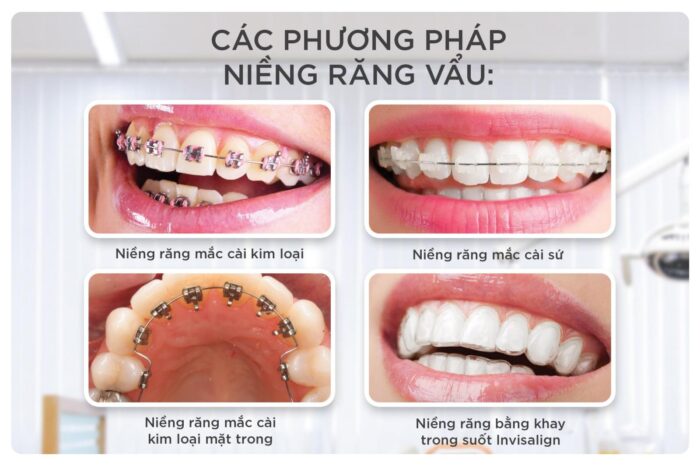 CÁC PHƯƠNG PHÁP
NIỀNG RĂNG VẨU:
Niềng răng mắc cài kim loại
Niềng răng mắc cài sứ
Niềng răng mắc cài
kim loại mặt trong
Niềng răng bằng khay
trong suốt Invisalign